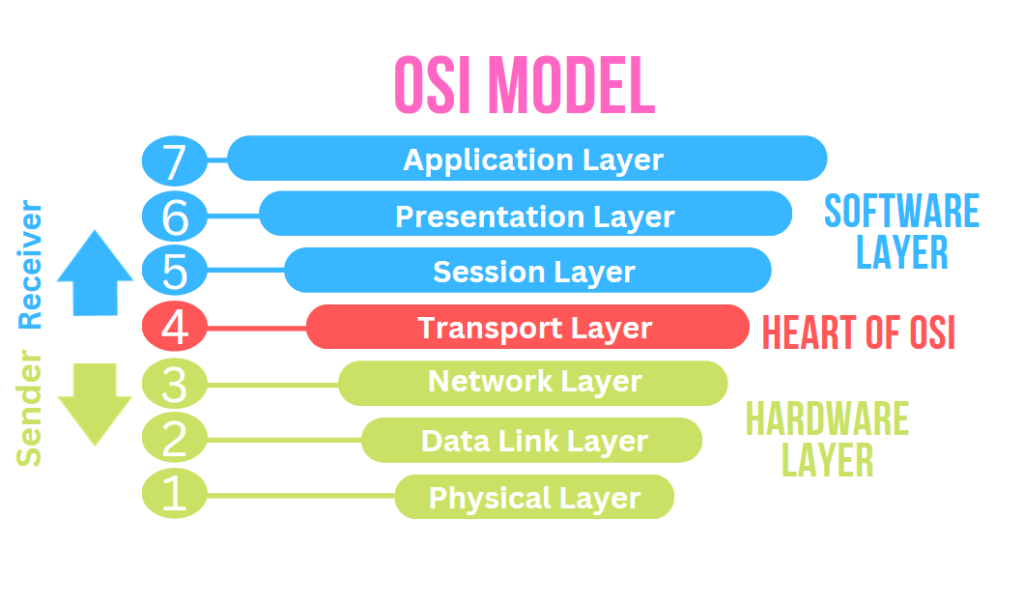 OSI MODEL
7 Application Layer
6 Presentation Layer
5 Session Layer
4 Transport Layer
3 Network Layer
2 Data Link Layer
1 Physical Layer
SOFTWARE
LAYER
HEART OF OSI
HARDWARE
LAYER
Receiver
Sender